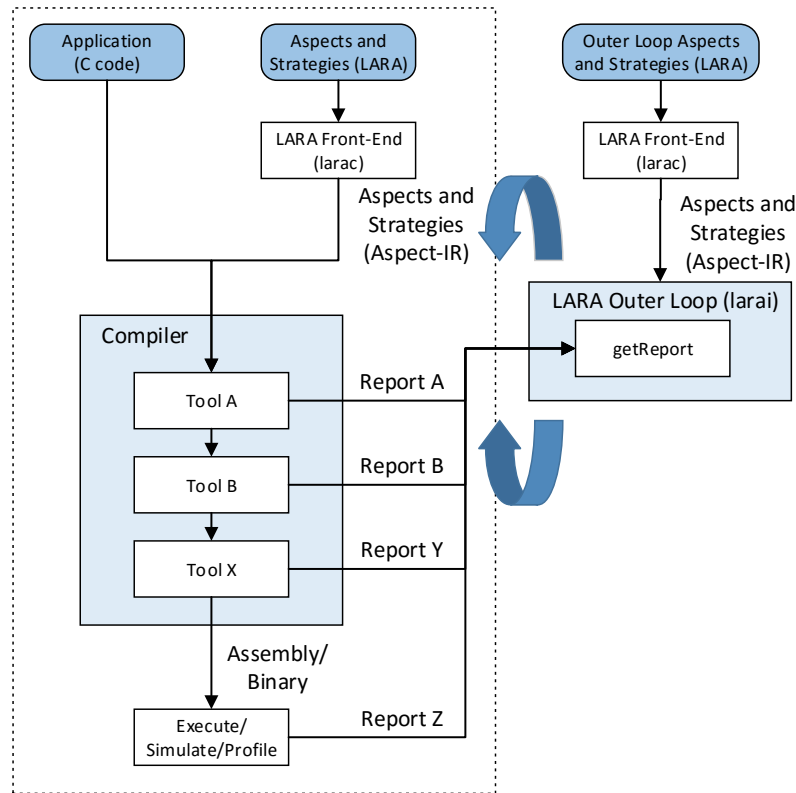 Application
(C code)
Aspects and
Strategies (LARA)
Outer Loop Aspects
and Strategies (LARA)
LARA Front-End
(larac)
LARA Front-End
(larac)
Aspects and
Strategies
(Aspect-IR)
Aspects and
Strategies
(Aspect-IR)
LARA Outer Loop (larai)
getReport
Compiler
Tool A
Report A
Tool B
Report B
Tool X
Report Y
Assembly/
Binary
Execute/
Simulate/Profile
Report Z